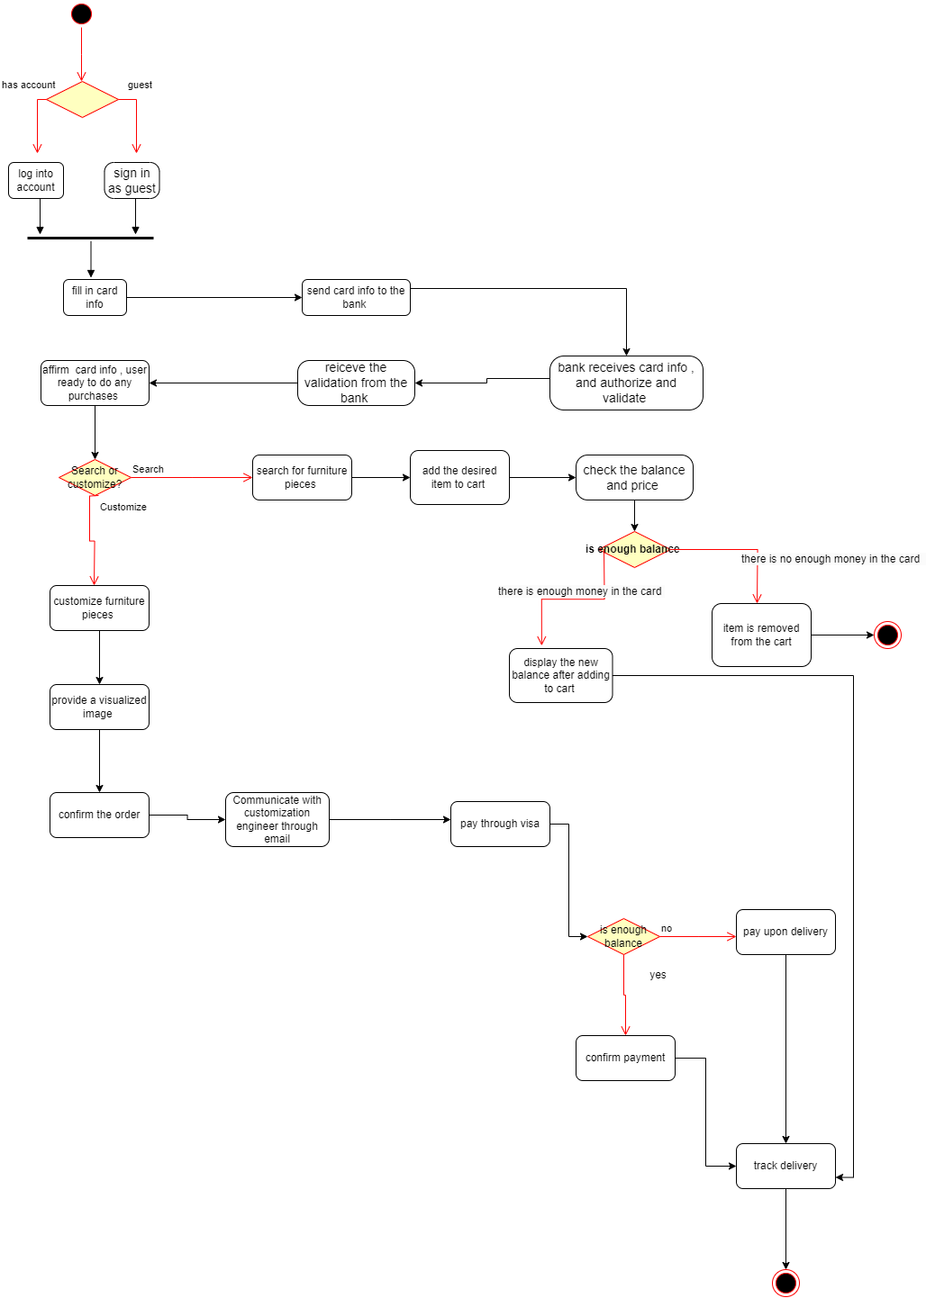 has account
guest
log into
account
sign in
as guest
fill in card
info
send card info to the
bank
bank receives card info ,
and authorize and
validate
reiceve the
validation from the
bank
affirm card info , user
ready to do any
purchases
Search or
customize?
Search
Customize
search for furniture
pieces
add the desired
item to cart
check the balance
and price
is enough balance
there is no enough money in the card
there is enough money in the card
item is removed
from the cart
display the new
balance after adding
to cart
customize furniture
pieces
provide a visualized
image
confirm the order
Communicate with
customization
engineer through
email
pay through visa
is enough
balance
no
yes
pay upon delivery
confirm payment
track delivery